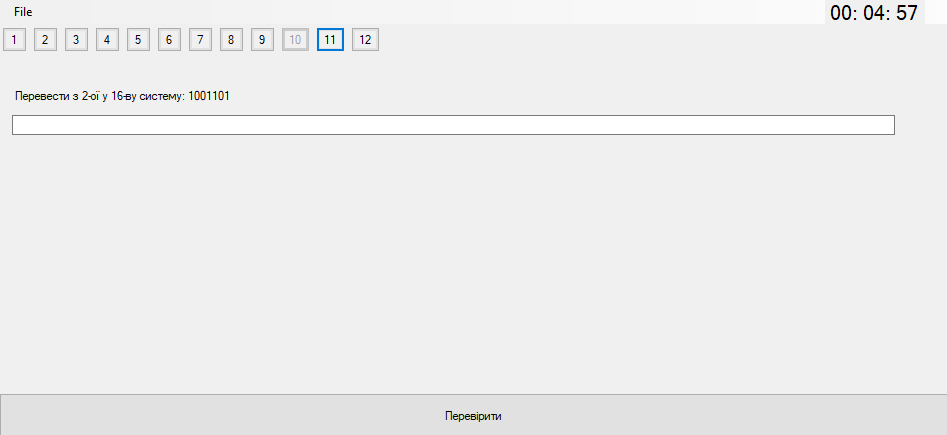 File
00: 04: 57
1 2 3 4 5 6 7 8 9 10 11 12
Перевести з 2-ої у 16-ву систему: 1001101
Перевірити